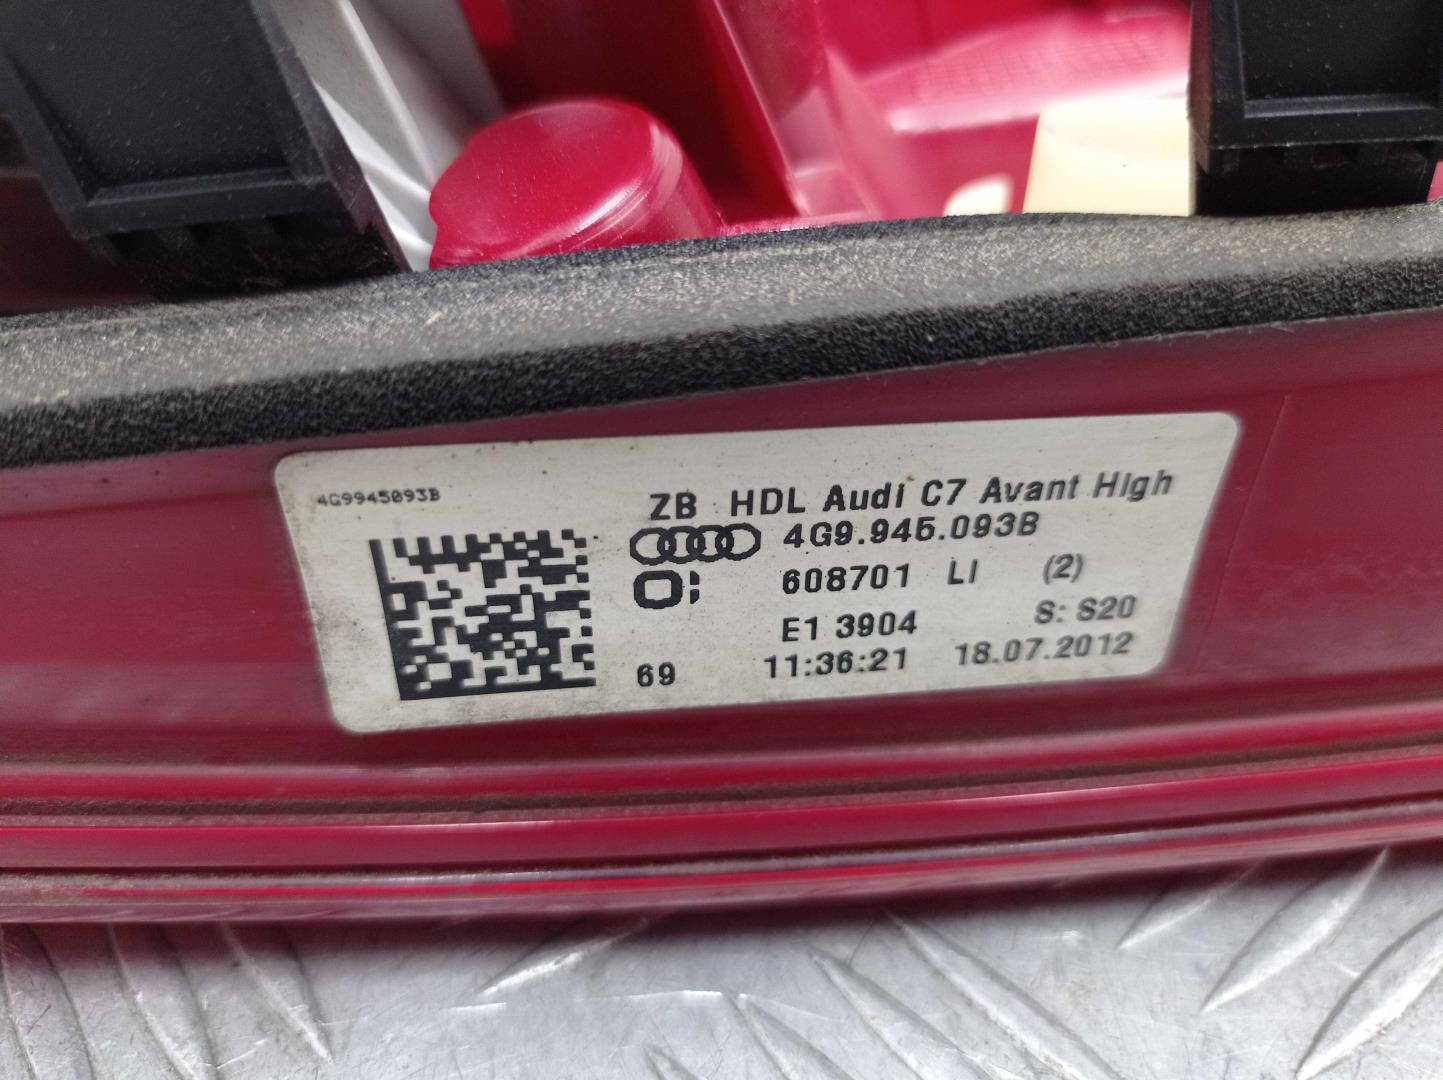 4G9945093B
ZB HDL Audi C7 Avant High
4G9.945.093B
608701 LI (2)
E1 3904 S: S20
69 11:36:21 18.07.2012